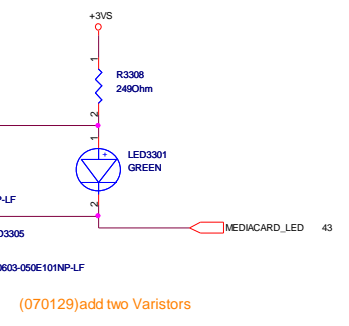 +3VS
1
R3308
249Ohm
2
1
+
LED3301
GREEN
2
P-LF
D3305
MEDIACARD_LED 43
0603-050E101NP-LF
(070129)add two Varistors